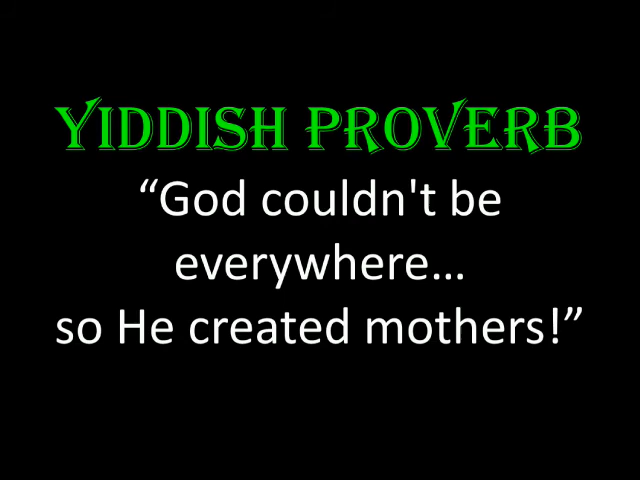 YIDDISH PROVERB
“God couldn't be
everywhere…
so He created mothers!”